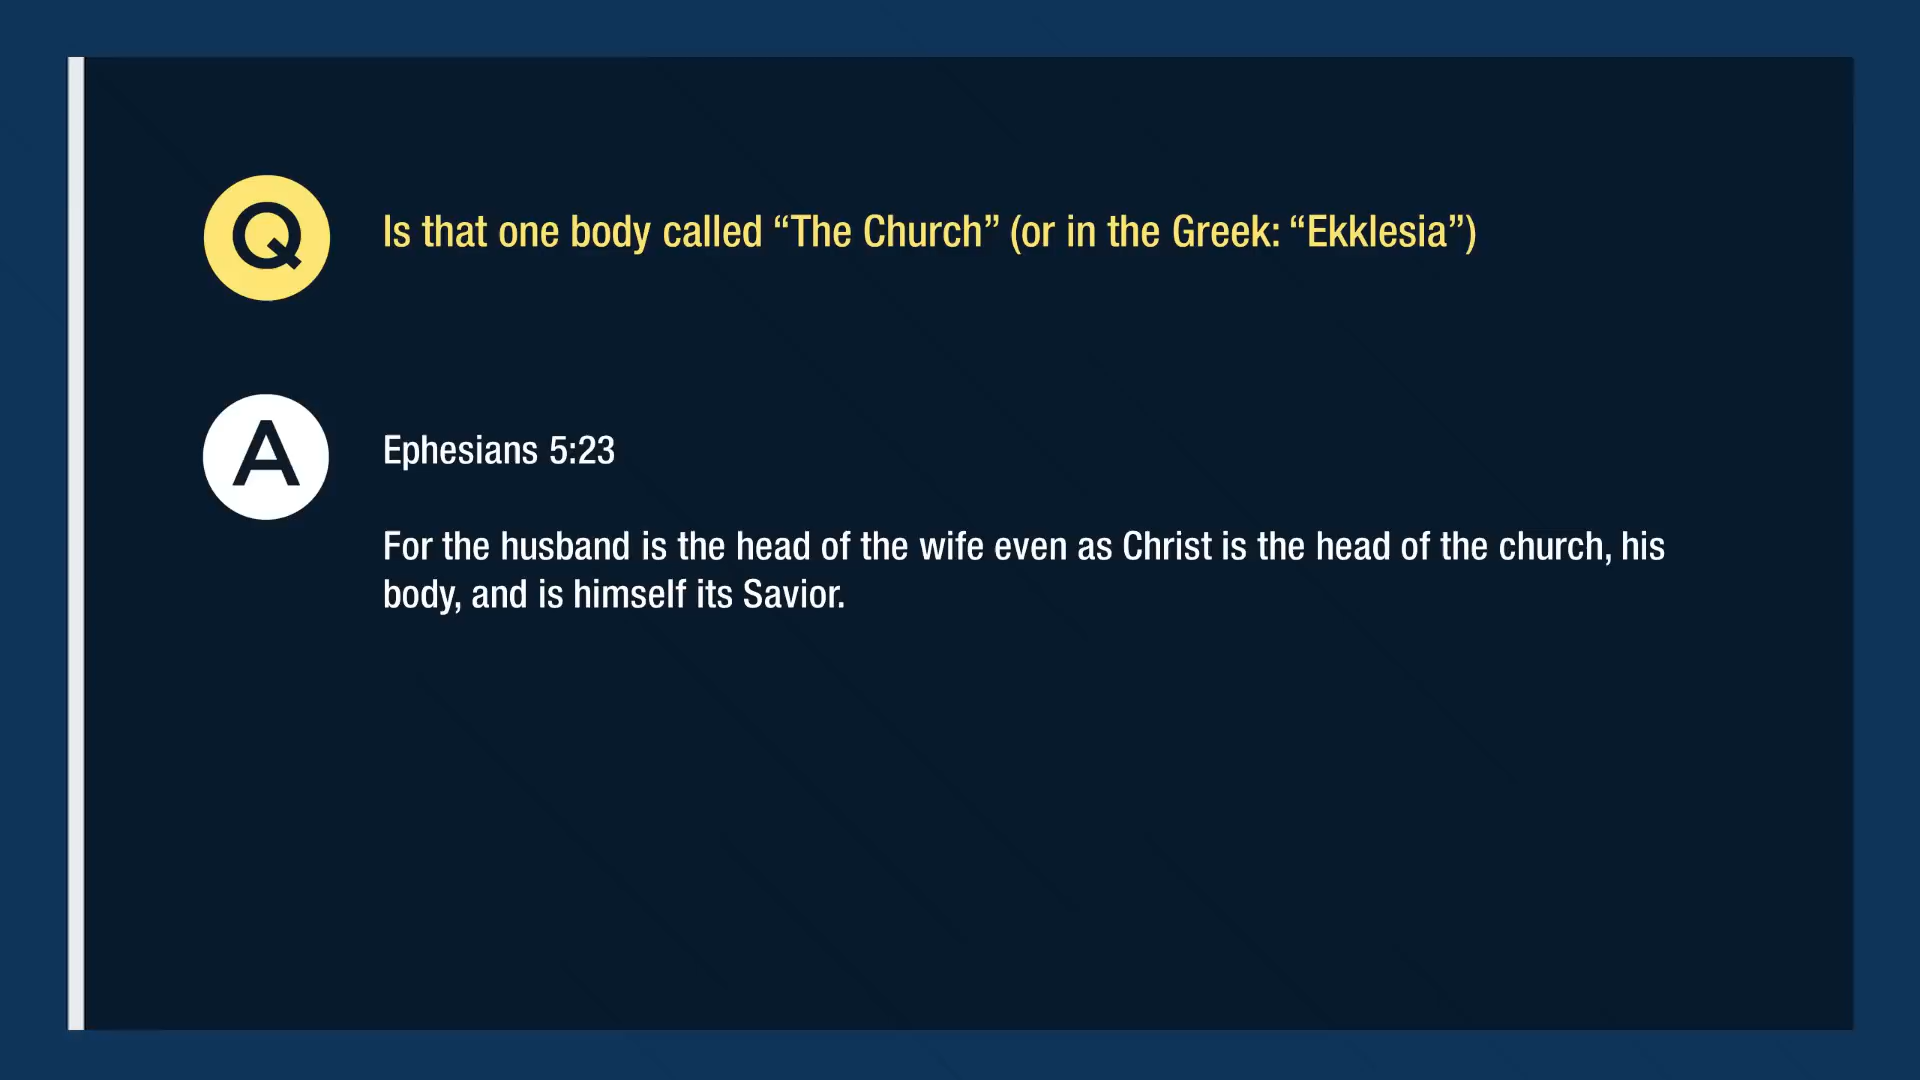 Q
Is that one body called “The Church” (or in the Greek: “Ekklesia”)
A
Ephesians 5:23
For the husband is the head of the wife even as Christ is the head of the church, his
body, and is himself its Savior.